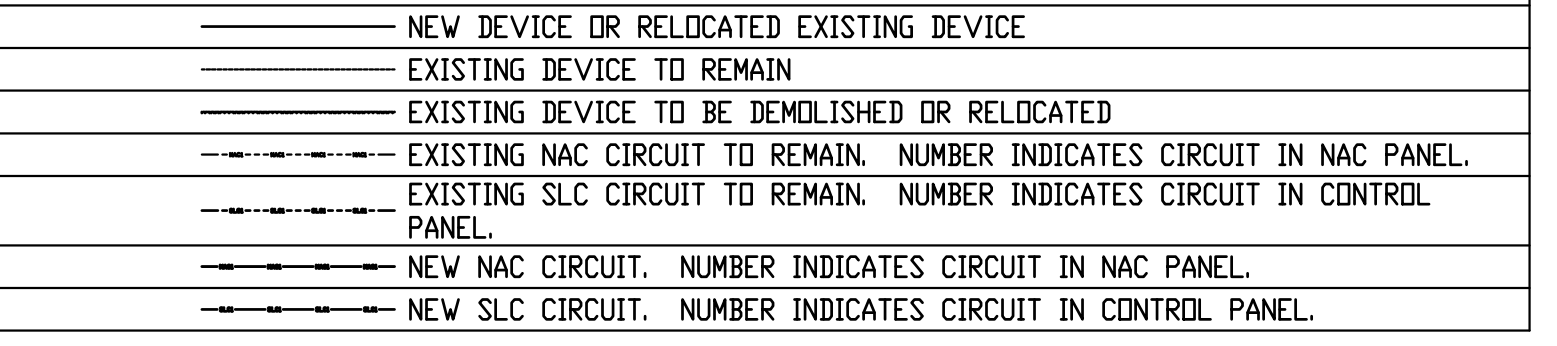 NEW DEVICE OR RELOCATED EXISTING DEVICE
EXISTING DEVICE TO REMAIN
EXISTING DEVICE TO BE DEMOLISHED OR RELOCATED
EXISTING NAC CIRCUIT TO REMAIN. NUMBER INDICATES CIRCUIT IN NAC PANEL.
EXISTING SLC CIRCUIT TO REMAIN. NUMBER INDICATES CIRCUIT IN CONTROL
PANEL.
NEW NAC CIRCUIT. NUMBER INDICATES CIRCUIT IN NAC PANEL.
NEW SLC CIRCUIT. NUMBER INDICATES CIRCUIT IN CONTROL PANEL.